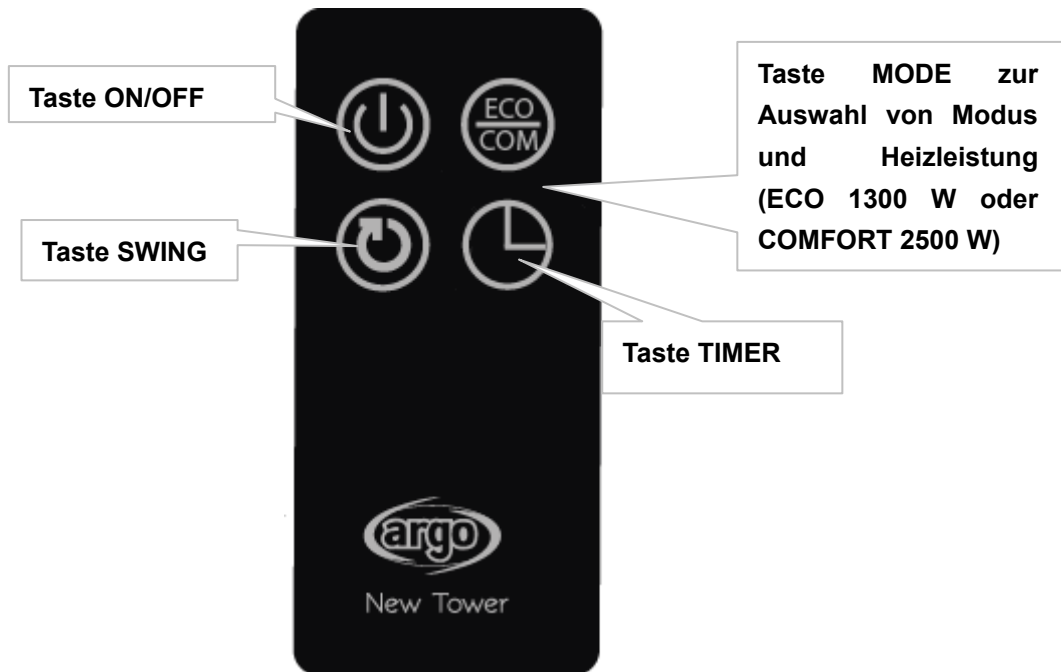 Taste ON/OFF
ECO
COM
Taste MODE zur
Auswahl von Modus
und Heizleistung
(ECO 1300 W oder
COMFORT 2500 W)
Taste SWING
Taste TIMER
argo
New Tower